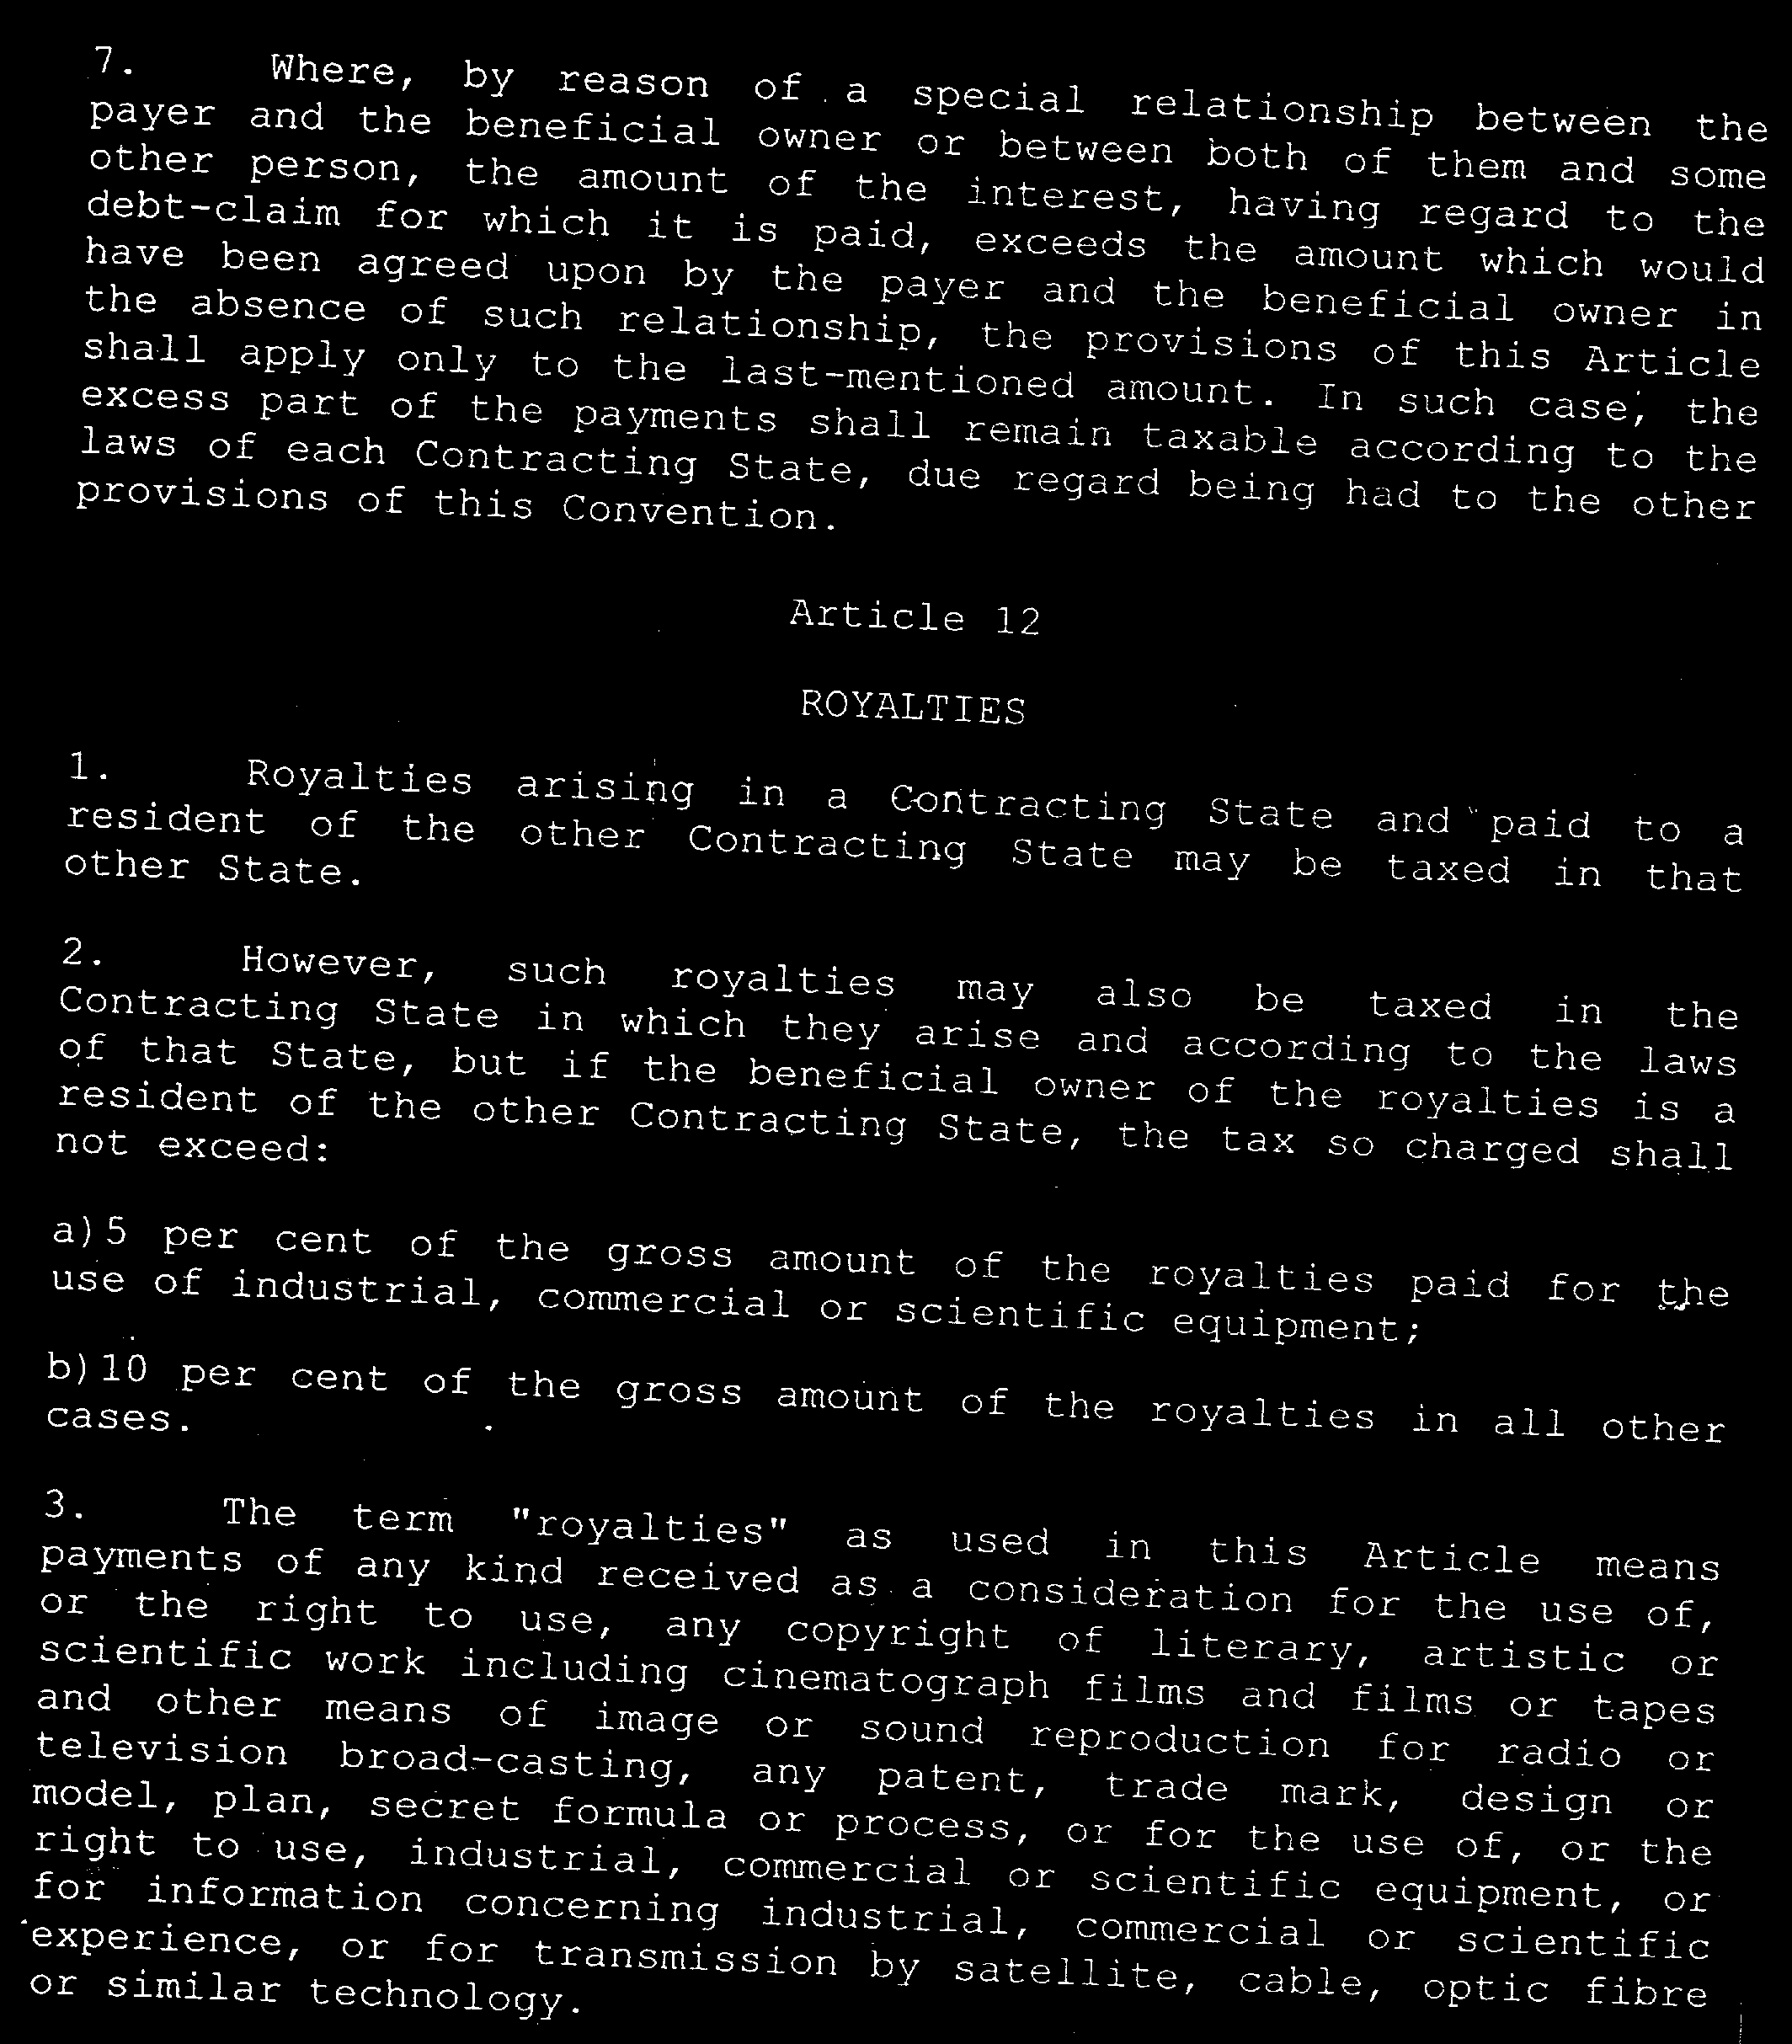 7. Where, by reason of a special relationship between the
payer and the beneficial owner or between both of them and some
other person, the amount of the interest, having regard to the
debt-claim for which it is paid, exceeds the amount which would
have been agreed upon by the payer and the beneficial owner in
the absence of such relationship, the provisions of this Article
shall apply only to the last-mentioned amount. In such case, the
excess part of the payments shall remain taxable according to the
laws of each Contracting State, due regard being had to the other
provisions of this Convention.
Article 12
ROYALTIES
1. Royalties arising in a Contracting State and paid to a
resident of the other Contracting State may be taxed in that
other State.
2. However, such royalties may also be taxed in the
Contracting State in which they arise and according to the laws
of that State, but if the beneficial owner of the royalties is a
resident of the other Contracting State, the tax so charged shall
not exceed:
a) 5 per cent of the gross amount of the royalties paid for the
use of industrial, commercial or scientific equipment;
b) 10 per cent of the gross amount of the royalties in all other
cases.
3. The term "royalties" as used in this Article means
payments of any kind received as a consideration for the use of,
or the right to use, any copyright of literary, artistic or
scientific work including cinematograph films and films or tapes
and other means of image or sound reproduction for radio or
television broad-casting, any patent, trade mark, design or
model, plan, secret formula or process, or for the use of, or the
right to use, industrial, commercial or scientific equipment, or
for information concerning industrial, commercial or scientific
experience, or for transmission by satellite, cable, optic fibre
or similar technology.